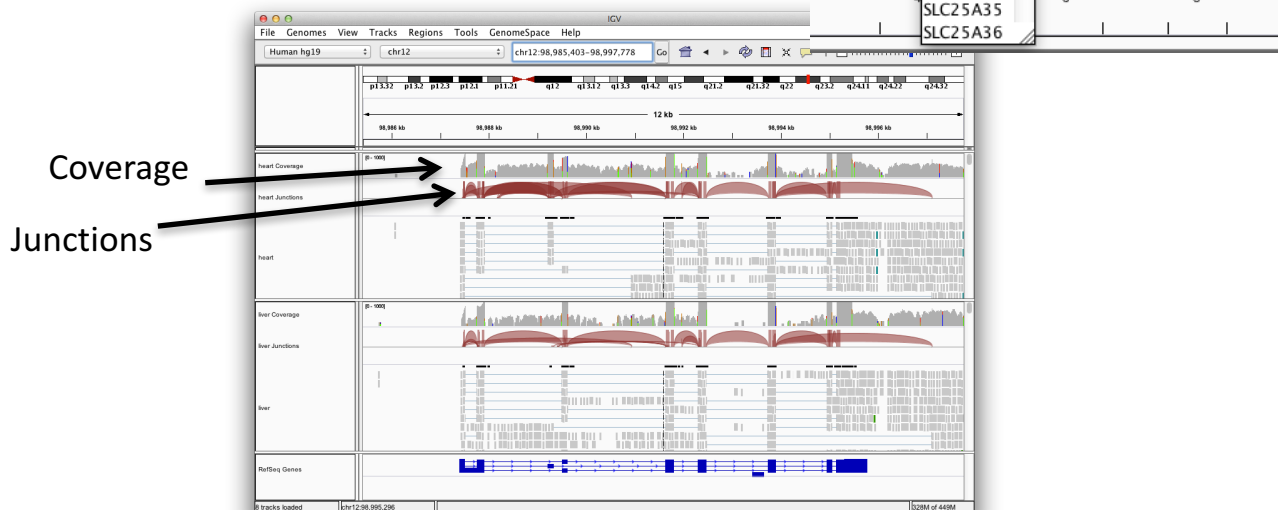 SLC25A35
SLC25A36
IGV
File Genomes View Tracks Regions Tools GenomeSpace Help
Human hg19 chr12 chr12:98,985,403-98,997,778 Go
p13.32 p13.2 p12.3 p12.1 p11.21 q12 q13.12 q13.3 q14.2 q15 q21.2 q21.32 q22 q23.2 q24.11 q24.22 q24.32
12 kb
98,986 kb 98,988 kb 98,990 kb 98,992 kb 98,994 kb 98,996 kb
Coverage
heart Coverage
[0 - 1000]
Junctions
heart Junctions
heart
liver Coverage
[0 - 1000]
liver Junctions
liver
RefSeq Genes
8 tracks loaded chr12:98,995,296 328M of 449M